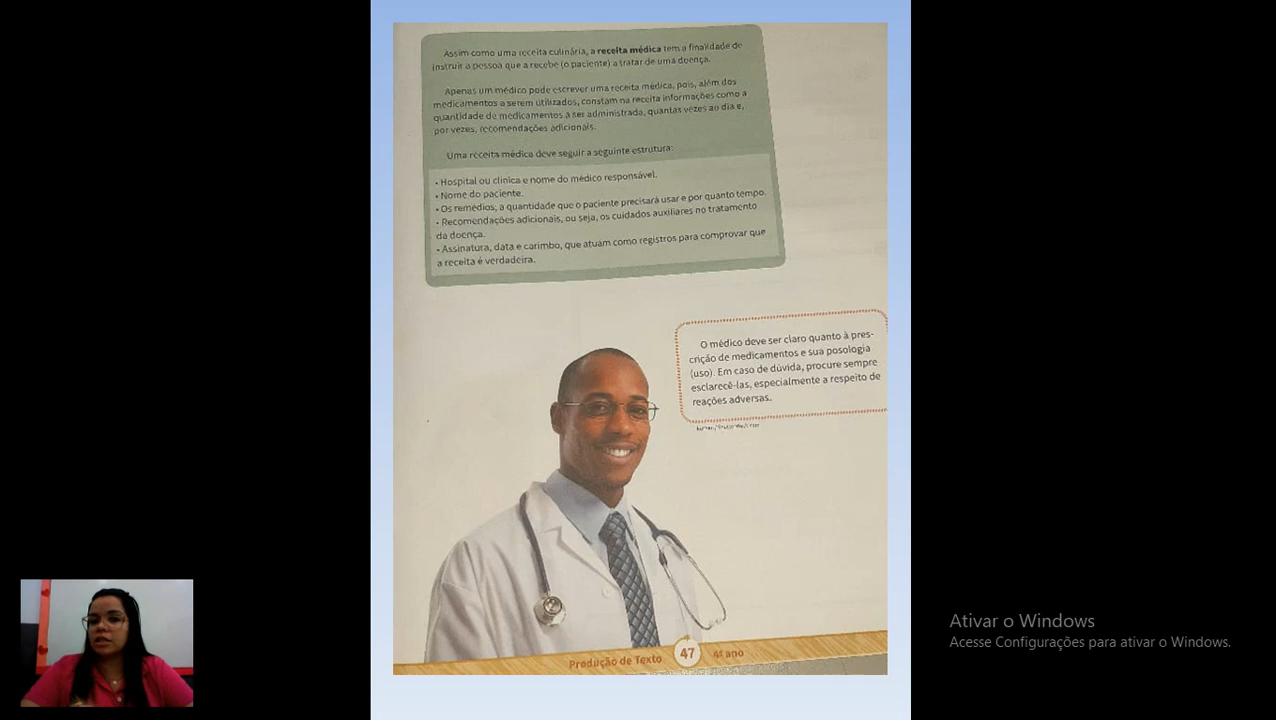 Assim como uma receita culinária, a receita médica tem a finalidade de
instruir a pessoa que a recebe (o paciente) a tratar de uma doença.
Apenas um médico pode escrever uma receita médica, pois, além dos
medicamentos a serem utilizados, constam na receita informações como a
quantidade de medicamentos a ser administrada, quantas vezes ao dia e,
por vezes, recomendações adicionais.
Uma receita médica deve seguir a seguinte estrutura:
• Hospital ou clínica e nome do médico responsável.
• Nome do paciente.
• Os remédios, a quantidade que o paciente precisará usar e por quanto tempo.
• Recomendações adicionais, ou seja, os cuidados auxiliares no tratamento
da doença.
• Assinatura, data e carimbo, que atuam como registros para comprovar que
a receita é verdadeira.
O médico deve ser claro quanto à pres-
crição de medicamentos e sua posologia
(uso). Em caso de dúvida, procure sempre
esclarecê-las, especialmente a respeito de
reações adversas.
Produção de Texto 47 4º ano
Ativar o Windows
Acesse Configurações para ativar o Windows.